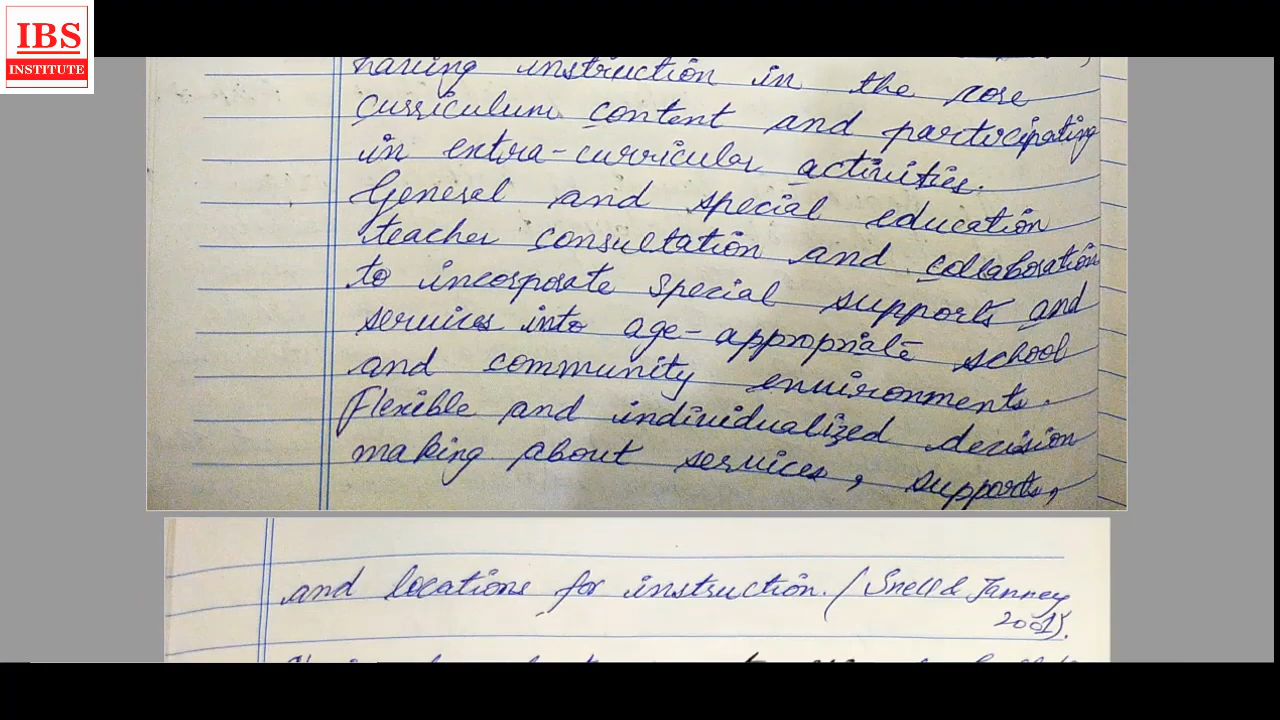 IBS
INSTITUTE
having instruction in the core
curriculum content and participating
in extra-curricular activities.
General and special education
teacher consultation and collaboration
to incorporate special supports and
services into age-appropriate school
and community environments.
Flexible and individualized decision
making about services, supports,
and locations for instruction. (Snell & Janney
2001).